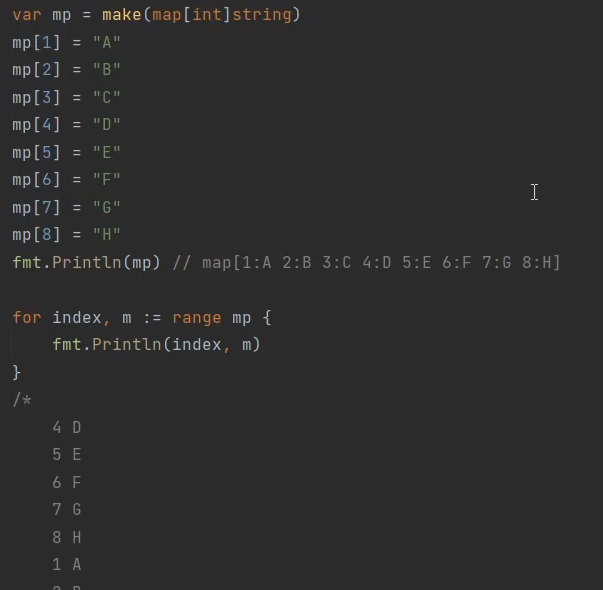 var mp = make(map[int]string)
mp[1] = "A"
mp[2] = "B"
mp[3] = "C"
mp[4] = "D"
mp[5] = "E"
mp[6] = "F"
mp[7] = "G"
mp[8] = "H"
fmt.Println(mp) // map[1:A 2:B 3:C 4:D 5:E 6:F 7:G 8:H]
for index, m := range mp {
    fmt.Println(index, m)
}
/*
    4 D
    5 E
    6 F
    7 G
    8 H
    1 A